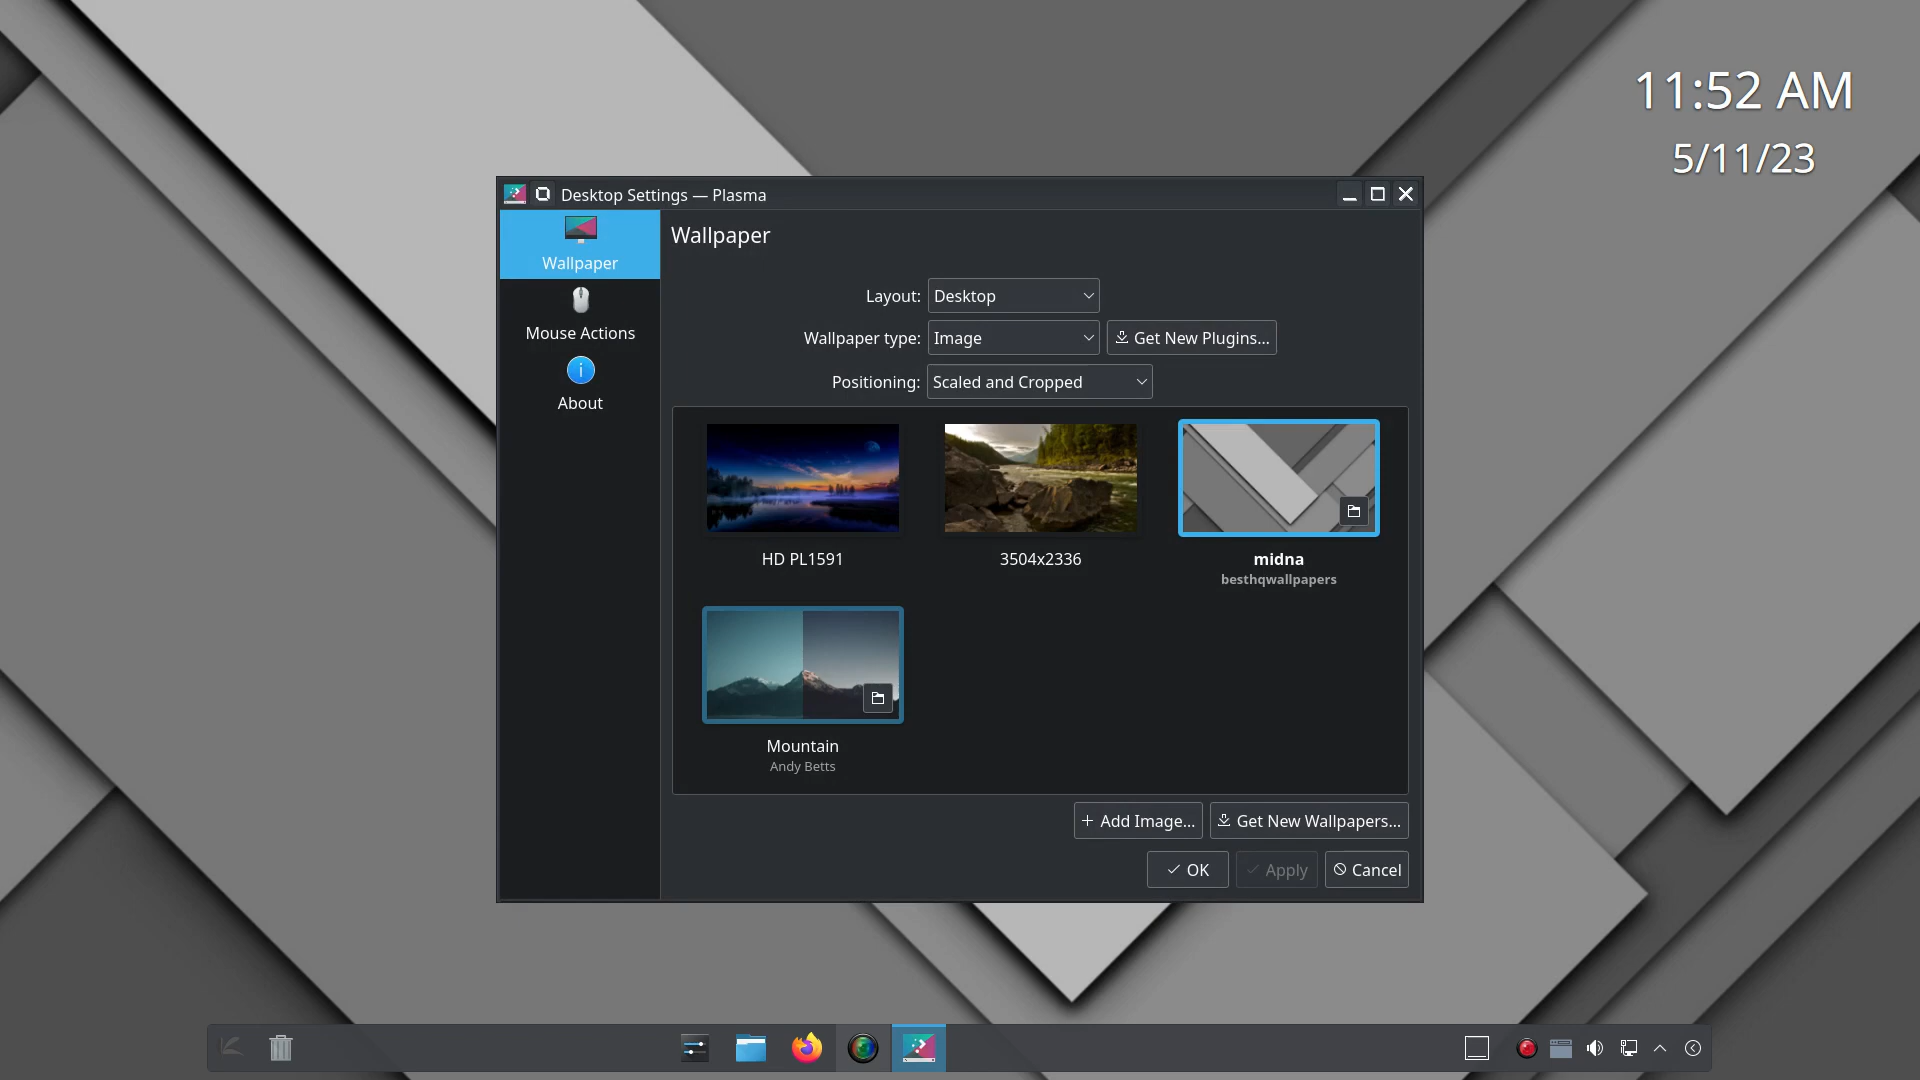 11:52 AM
5/11/23
Desktop Settings — Plasma
Wallpaper
Mouse Actions
About
Wallpaper
Layout: Desktop
Wallpaper type: Image Get New Plugins...
Positioning: Scaled and Cropped
HD PL1591
3504x2336
midna
besthqwallpapers
Mountain
Andy Betts
Add Image... Get New Wallpapers...
OK Apply Cancel